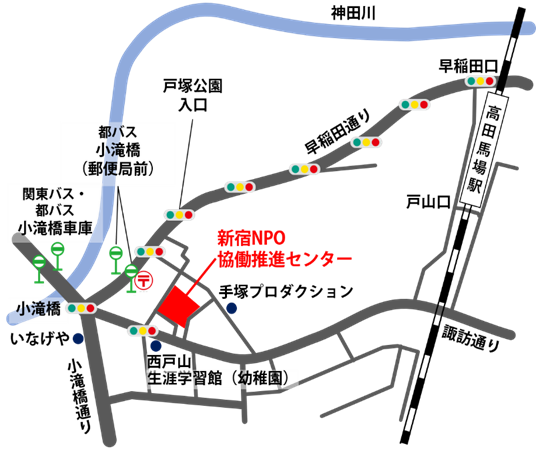 神田川
早稲田口
戸塚公園
入口
早稲田通り
高田馬場駅
都バス
小滝橋
（郵便局前）
戸山口
関東バス・
都バス
小滝橋車庫
新宿NPO
協働推進センター
〒
手塚プロダクション
小滝橋
諏訪通り
いなげや
西戸山
生涯学習館（幼稚園）
小滝橋通り